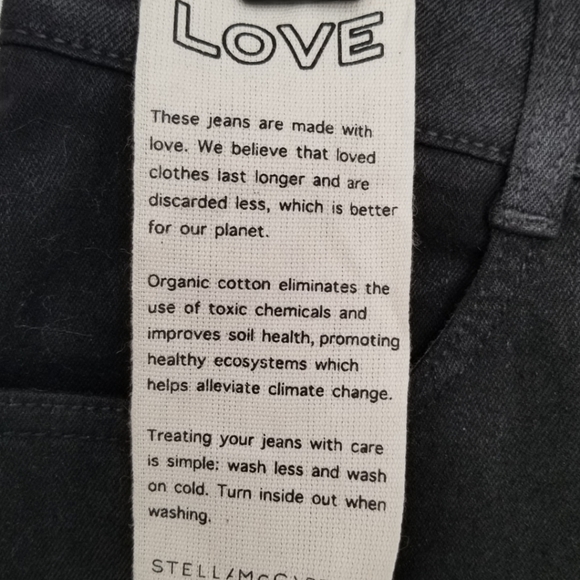 LOVE
These jeans are made with
love. We believe that loved
clothes last longer and are
discarded less, which is better
for our planet.
Organic cotton eliminates the
use of toxic chemicals and
improves soil health, promoting
healthy ecosystems which
helps alleviate climate change.
Treating your jeans with care
is simple: wash less and wash
on cold. Turn inside out when
washing.